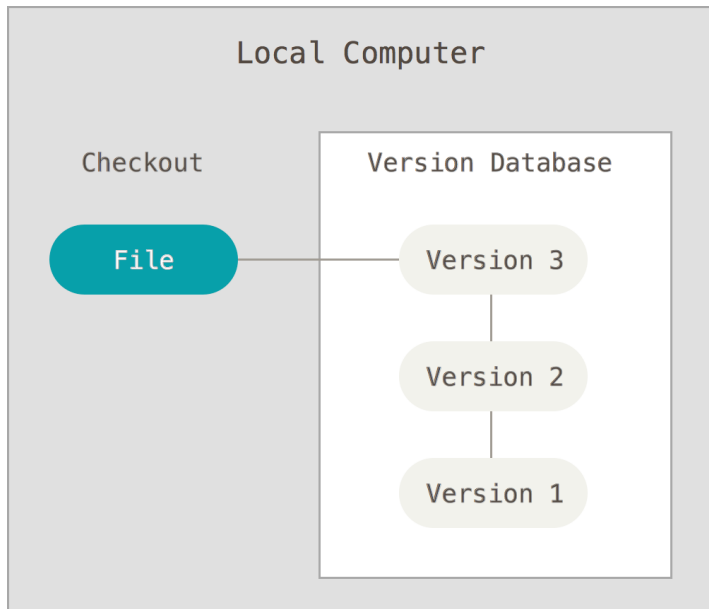 Local Computer
Checkout
Version Database
File
Version 3
Version 2
Version 1